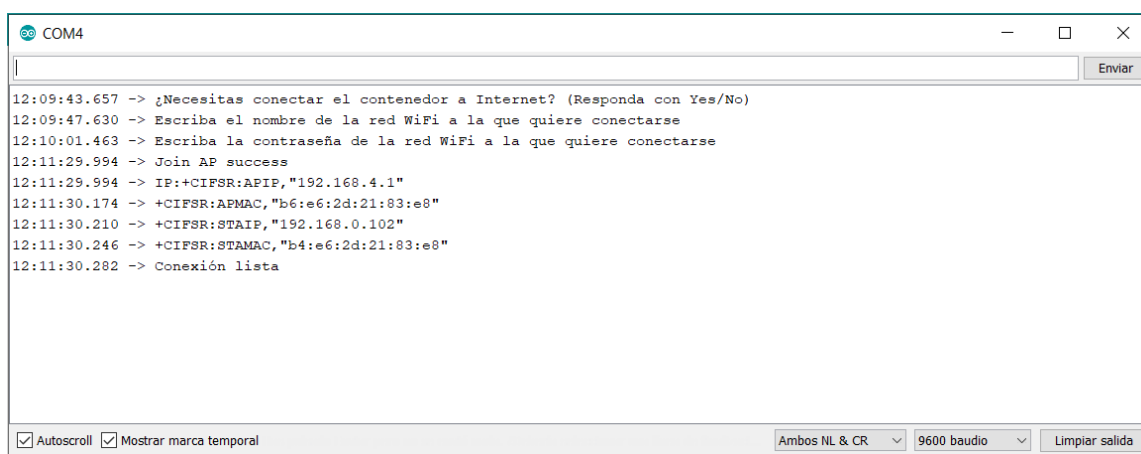 COM4
Enviar
12:09:43.657 -> ¿Necesitas conectar el contenedor a Internet? (Responda con Yes/No)
12:09:47.630 -> Escriba el nombre de la red WiFi a la que quiere conectarse
12:10:01.463 -> Escriba la contraseña de la red WiFi a la que quiere conectarse
12:11:29.994 -> Join AP success
12:11:29.994 -> IP:+CIFSR:APIP,"192.168.4.1"
12:11:30.174 -> +CIFSR:APMAC,"b6:e6:2d:21:83:e8"
12:11:30.210 -> +CIFSR:STAIP,"192.168.0.102"
12:11:30.246 -> +CIFSR:STAMAC,"b4:e6:2d:21:83:e8"
12:11:30.282 -> Conexión lista
Autoscroll Mostrar marca temporal Ambos NL & CR 9600 baudio Limpiar salida